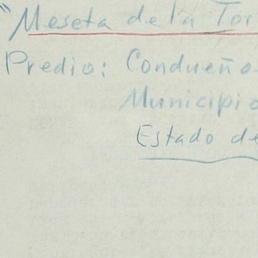 "Meseta de la Tor
Predio: Condueño
Municipio
Estado de